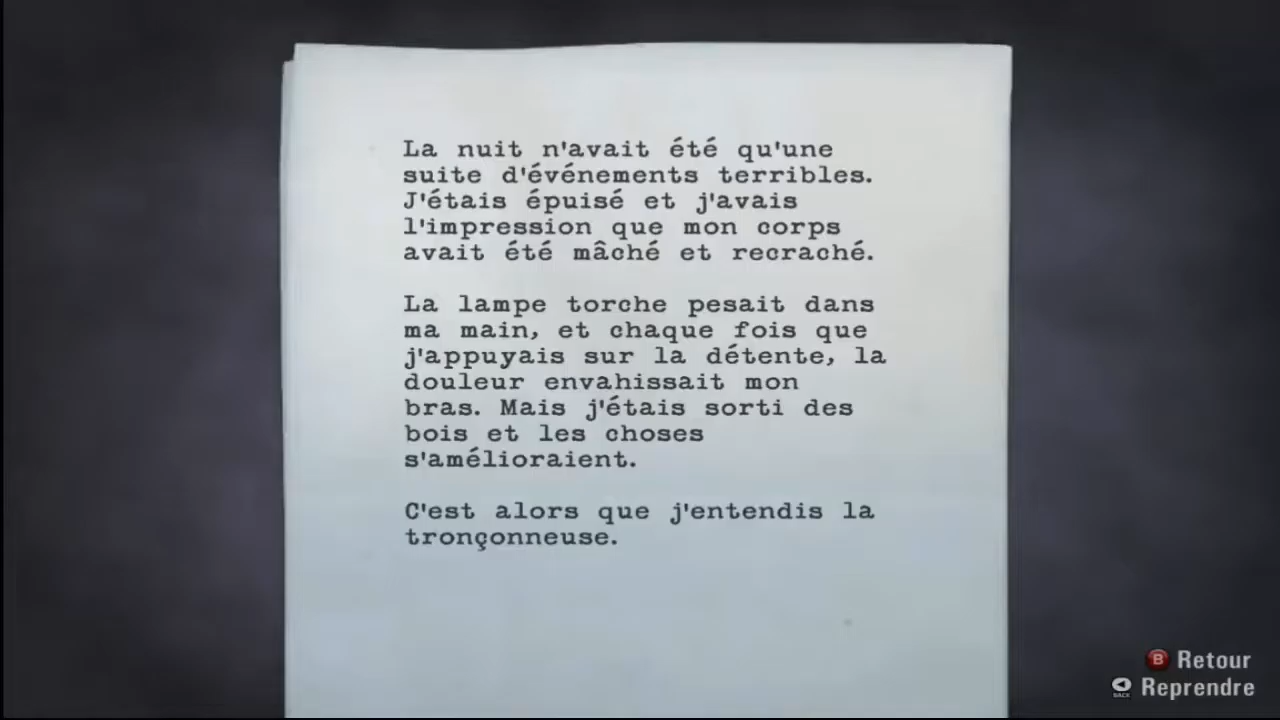 La nuit n'avait été qu'une
suite d'événements terribles.
J'étais épuisé et j'avais
l'impression que mon corps
avait été mâché et recraché.
La lampe torche pesait dans
ma main, et chaque fois que
j'appuyais sur la détente, la
douleur envahissait mon
bras. Mais j'étais sorti des
bois et les choses
s'amélioraient.
C'est alors que j'entendis la
tronçonneuse.
B Retour
BACK Reprendre